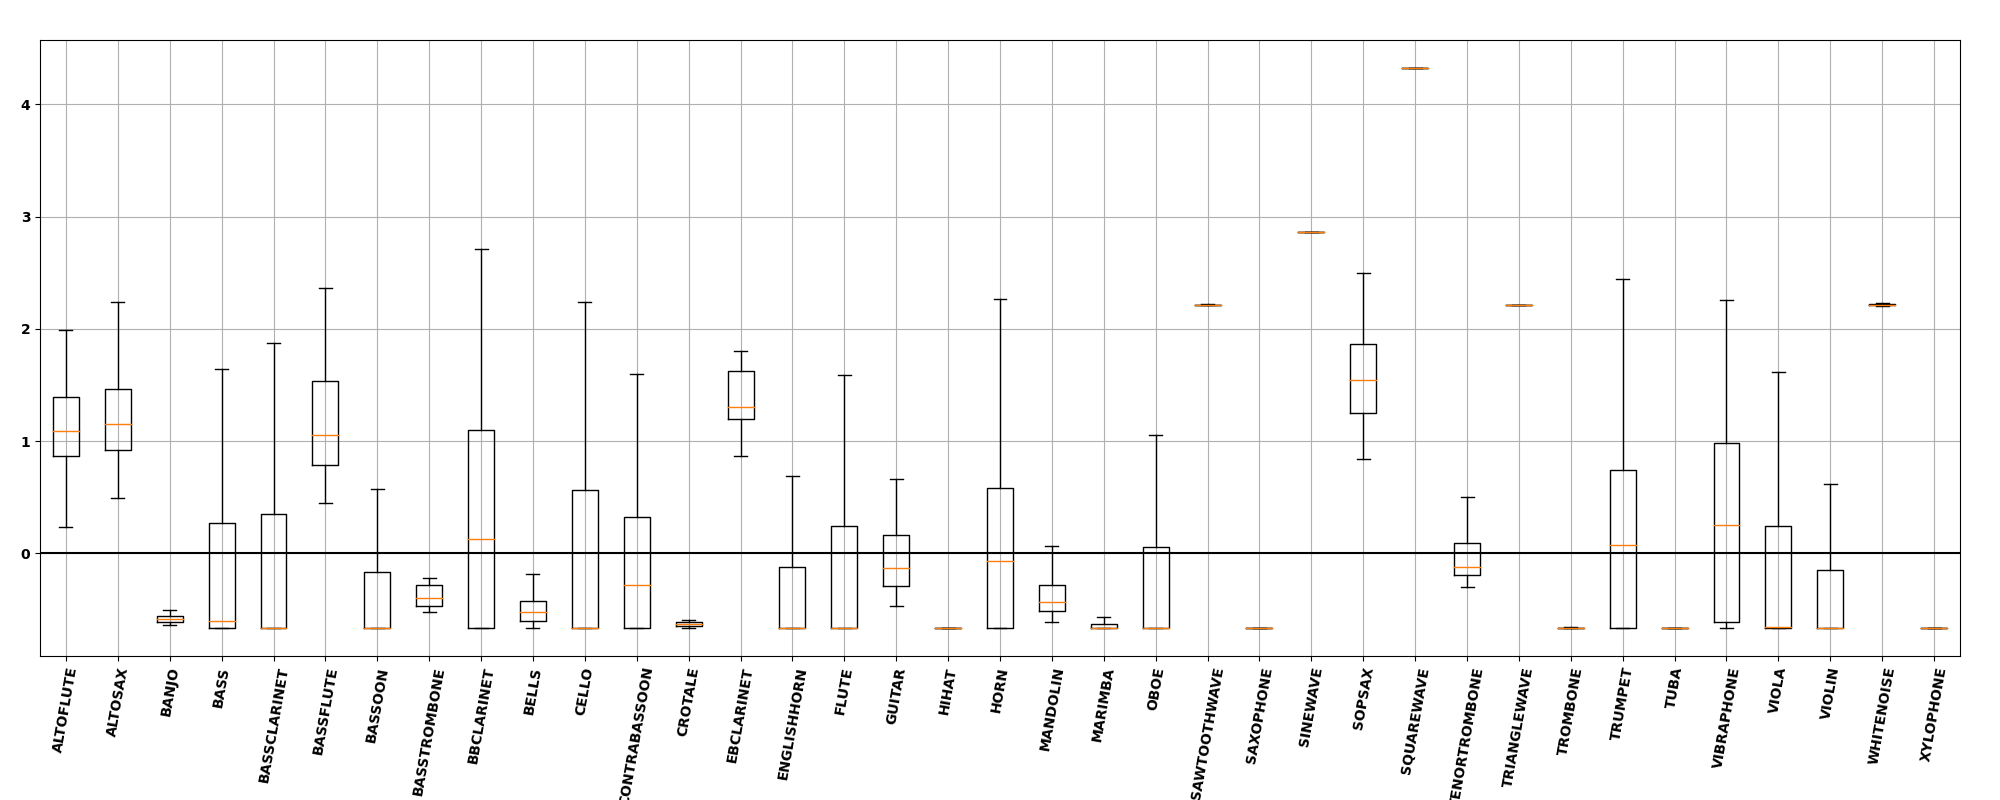 4
3
2
1
0
ALTOFLUTE
ALTOSAX
BANJO
BASS
BASSCLARINET
BASSFLUTE
BASSOON
BASSTROMBONE
BBCLARINET
BELLS
CELLO
CONTRABASSOON
CROTALE
EBCLARINET
ENGLISHHORN
FLUTE
GUITAR
HIHAT
HORN
MANDOLIN
MARIMBA
OBOE
SAWTOOTHWAVE
SAXOPHONE
SINEWAVE
SOPSAX
SQUAREWAVE
TENORTROMBONE
TRIANGLEWAVE
TROMBONE
TRUMPET
TUBA
VIBRAPHONE
VIOLA
VIOLIN
WHITENOISE
XYLOPHONE